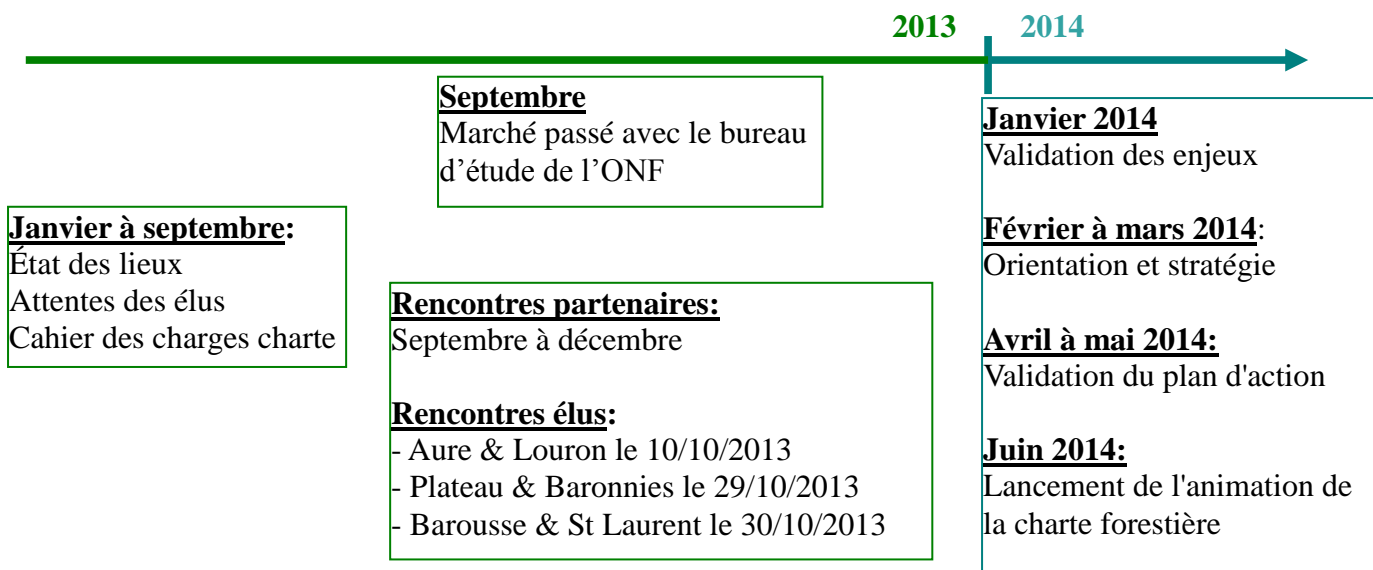 2013 2014
Septembre
Marché passé avec le bureau
d’étude de l’ONF
Janvier à septembre:
État des lieux
Attentes des élus
Cahier des charges charte
Rencontres partenaires:
Septembre à décembre
Rencontres élus:
- Aure & Louron le 10/10/2013
- Plateau & Baronnies le 29/10/2013
- Barousse & St Laurent le 30/10/2013
Janvier 2014
Validation des enjeux
Février à mars 2014:
Orientation et stratégie
Avril à mai 2014:
Validation du plan d'action
Juin 2014:
Lancement de l'animation de
la charte forestière